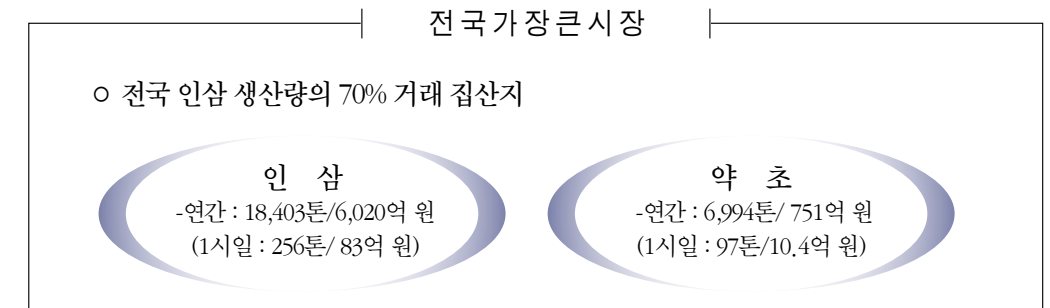 전국가장큰시장
ㅇ 전국 인삼 생산량의 70% 거래 집산지
인 삼
-연간 : 18,403톤/6,020억 원
(1시일 : 256톤/ 83억 원)
약 초
-연간 : 6,994톤/ 751억 원
(1시일 : 97톤/10.4억 원)